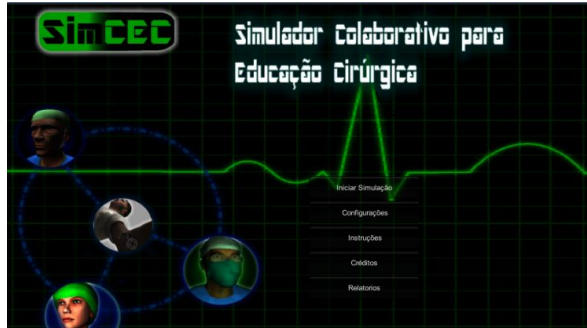 SimCEC
Simulador Colaborativo para
Educação Cirúrgica
Iniciar Simulação
Configurações
Instruções
Créditos
Relatorios